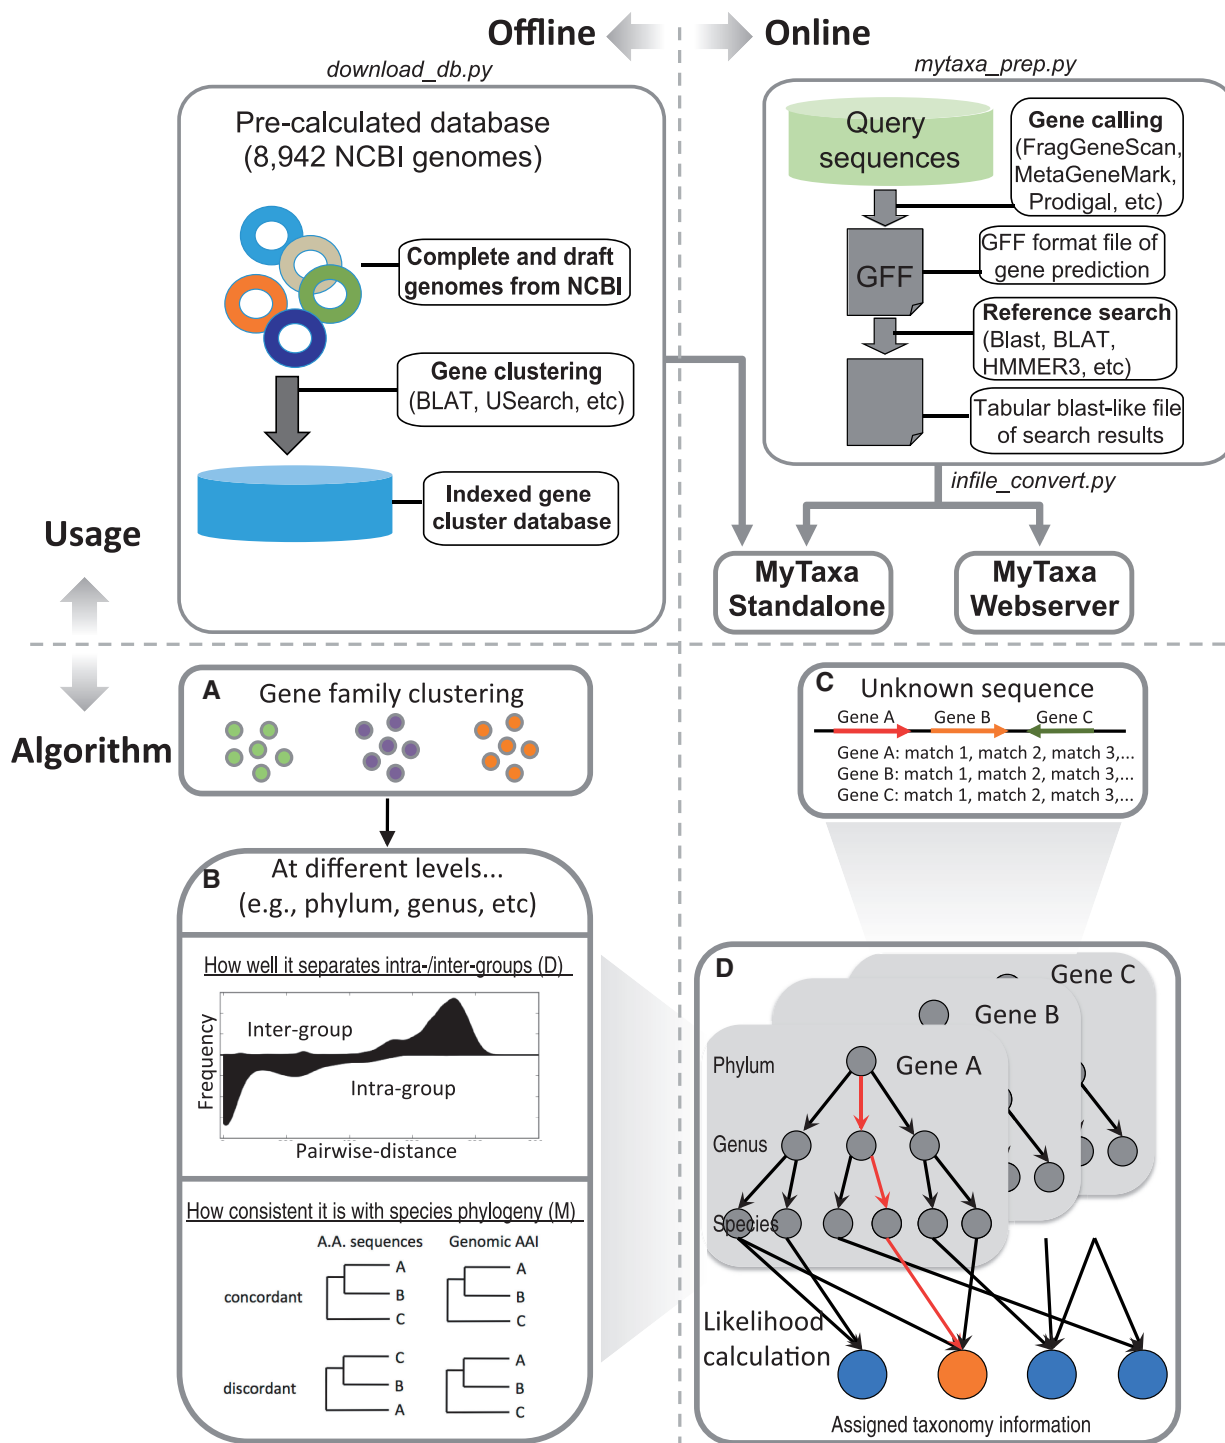 Offline
Online
download_db.py
mytaxa_prep.py
Pre-calculated database
(8,942 NCBI genomes)
Complete and draft
genomes from NCBI
Gene clustering
(BLAT, USearch, etc)
Indexed gene
cluster database
Query
sequences
Gene calling
(FragGeneScan,
MetaGeneMark,
Prodigal, etc)
GFF
GFF format file of
gene prediction
Reference search
(Blast, BLAT,
HMMER3, etc)
Tabular blast-like file
of search results
infile_convert.py
MyTaxa
Standalone
MyTaxa
Webserver
Usage
Algorithm
A
Gene family clustering
B
At different levels...
(e.g., phylum, genus, etc)
How well it separates intra-/inter-groups (D)
Frequency
Inter-group
Intra-group
Pairwise-distance
How consistent it is with species phylogeny (M)
A.A. sequences
Genomic AAI
concordant
A
B
C
A
B
C
discordant
C
B
A
A
B
C
C
Unknown sequence
Gene A
Gene B
Gene C
Gene A: match 1, match 2, match 3,...
Gene B: match 1, match 2, match 3,...
Gene C: match 1, match 2, match 3,...
D
Gene C
Gene B
Gene A
Phylum
Genus
Species
Likelihood
calculation
Assigned taxonomy information